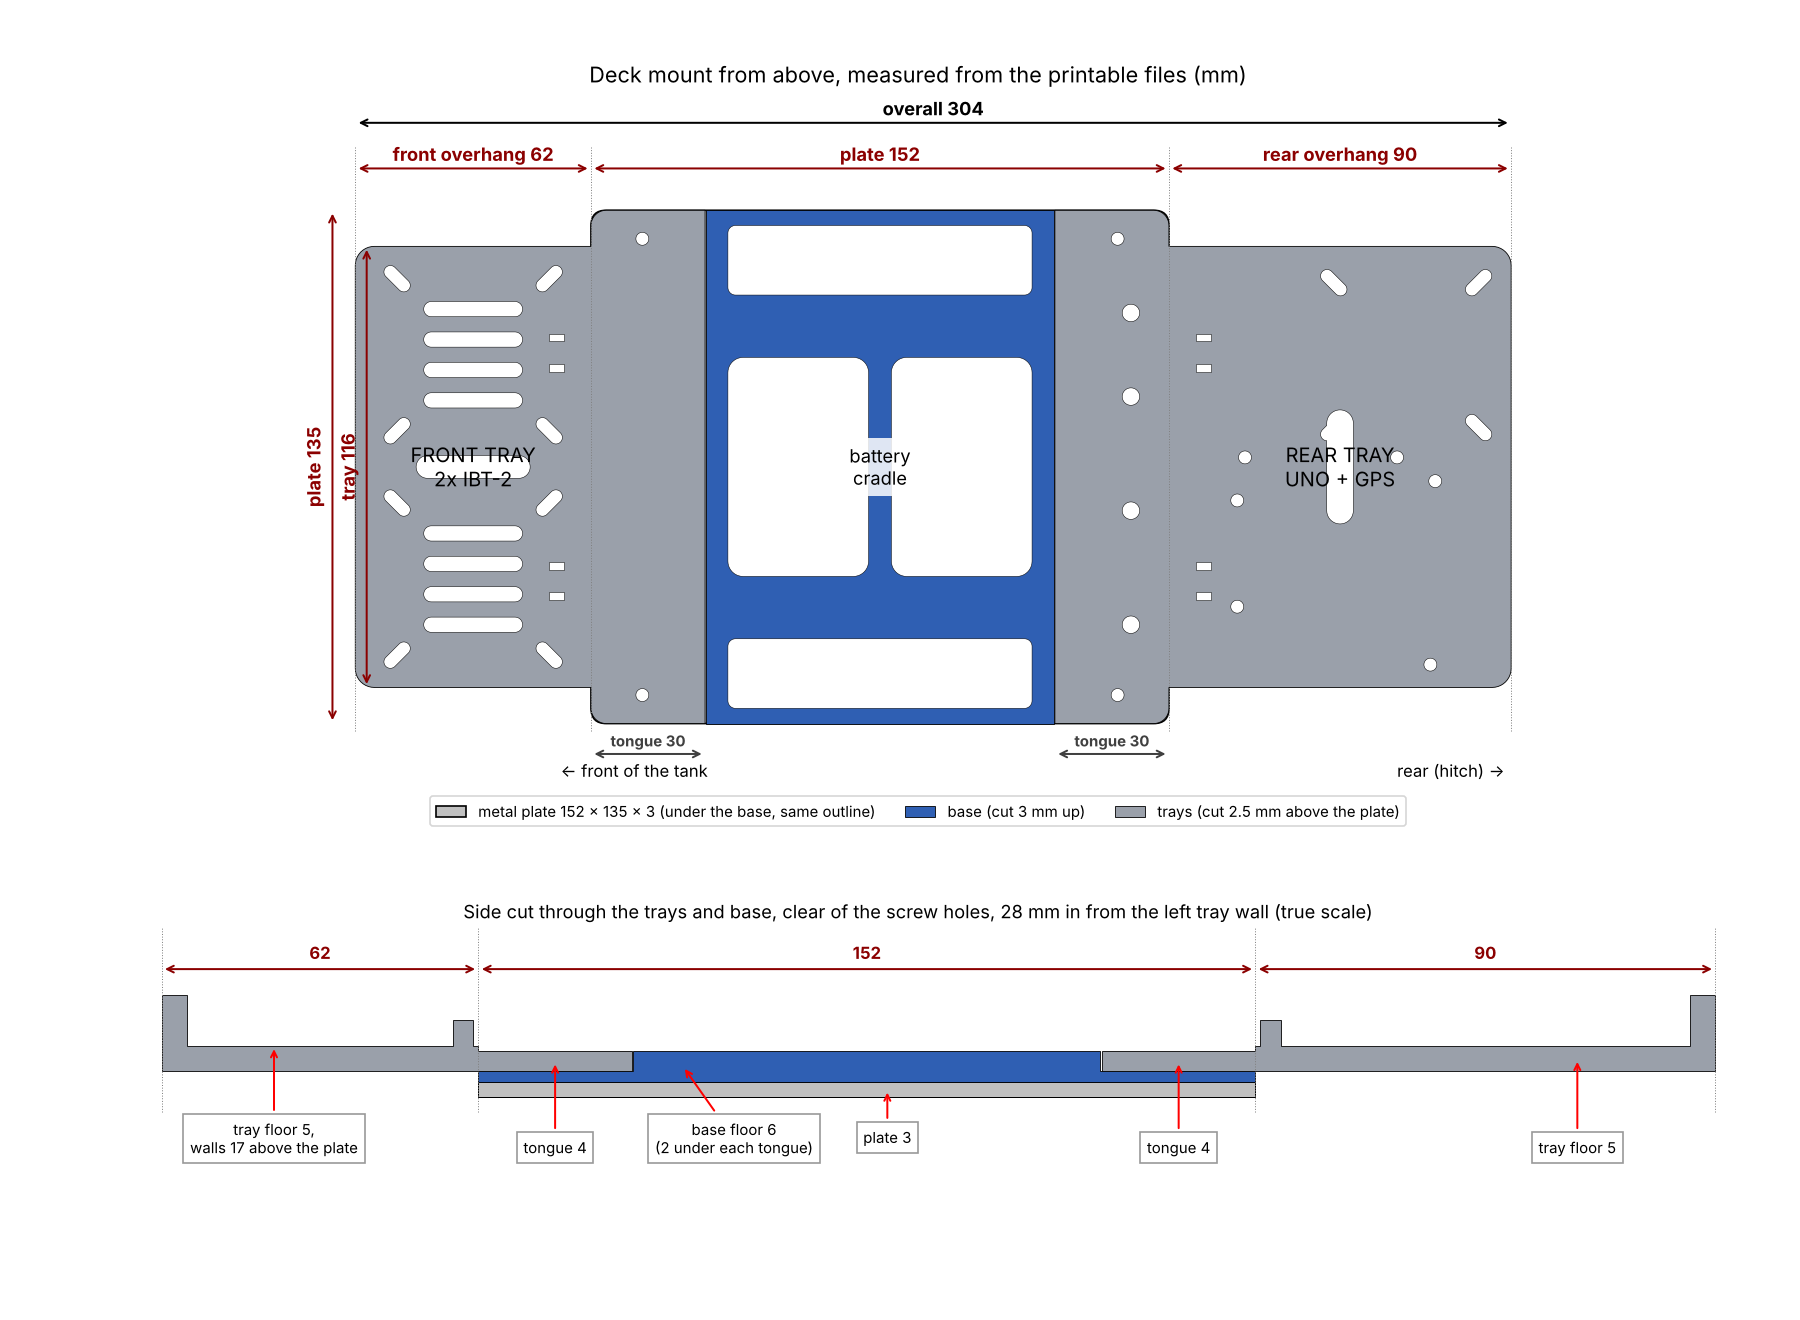 Deck mount from above, measured from the printable files (mm)
overall 304
front overhang 62
plate 152
rear overhang 90
plate 135
tray 116
FRONT TRAY
2x IBT-2
battery
cradle
REAR TRAY
UNO + GPS
tongue 30
tongue 30
← front of the tank
rear (hitch) →
metal plate 152 × 135 × 3 (under the base, same outline)
base (cut 3 mm up)
trays (cut 2.5 mm above the plate)
Side cut through the trays and base, clear of the screw holes, 28 mm in from the left tray wall (true scale)
62
152
90
tray floor 5,
walls 17 above the plate
tongue 4
base floor 6
(2 under each tongue)
plate 3
tongue 4
tray floor 5